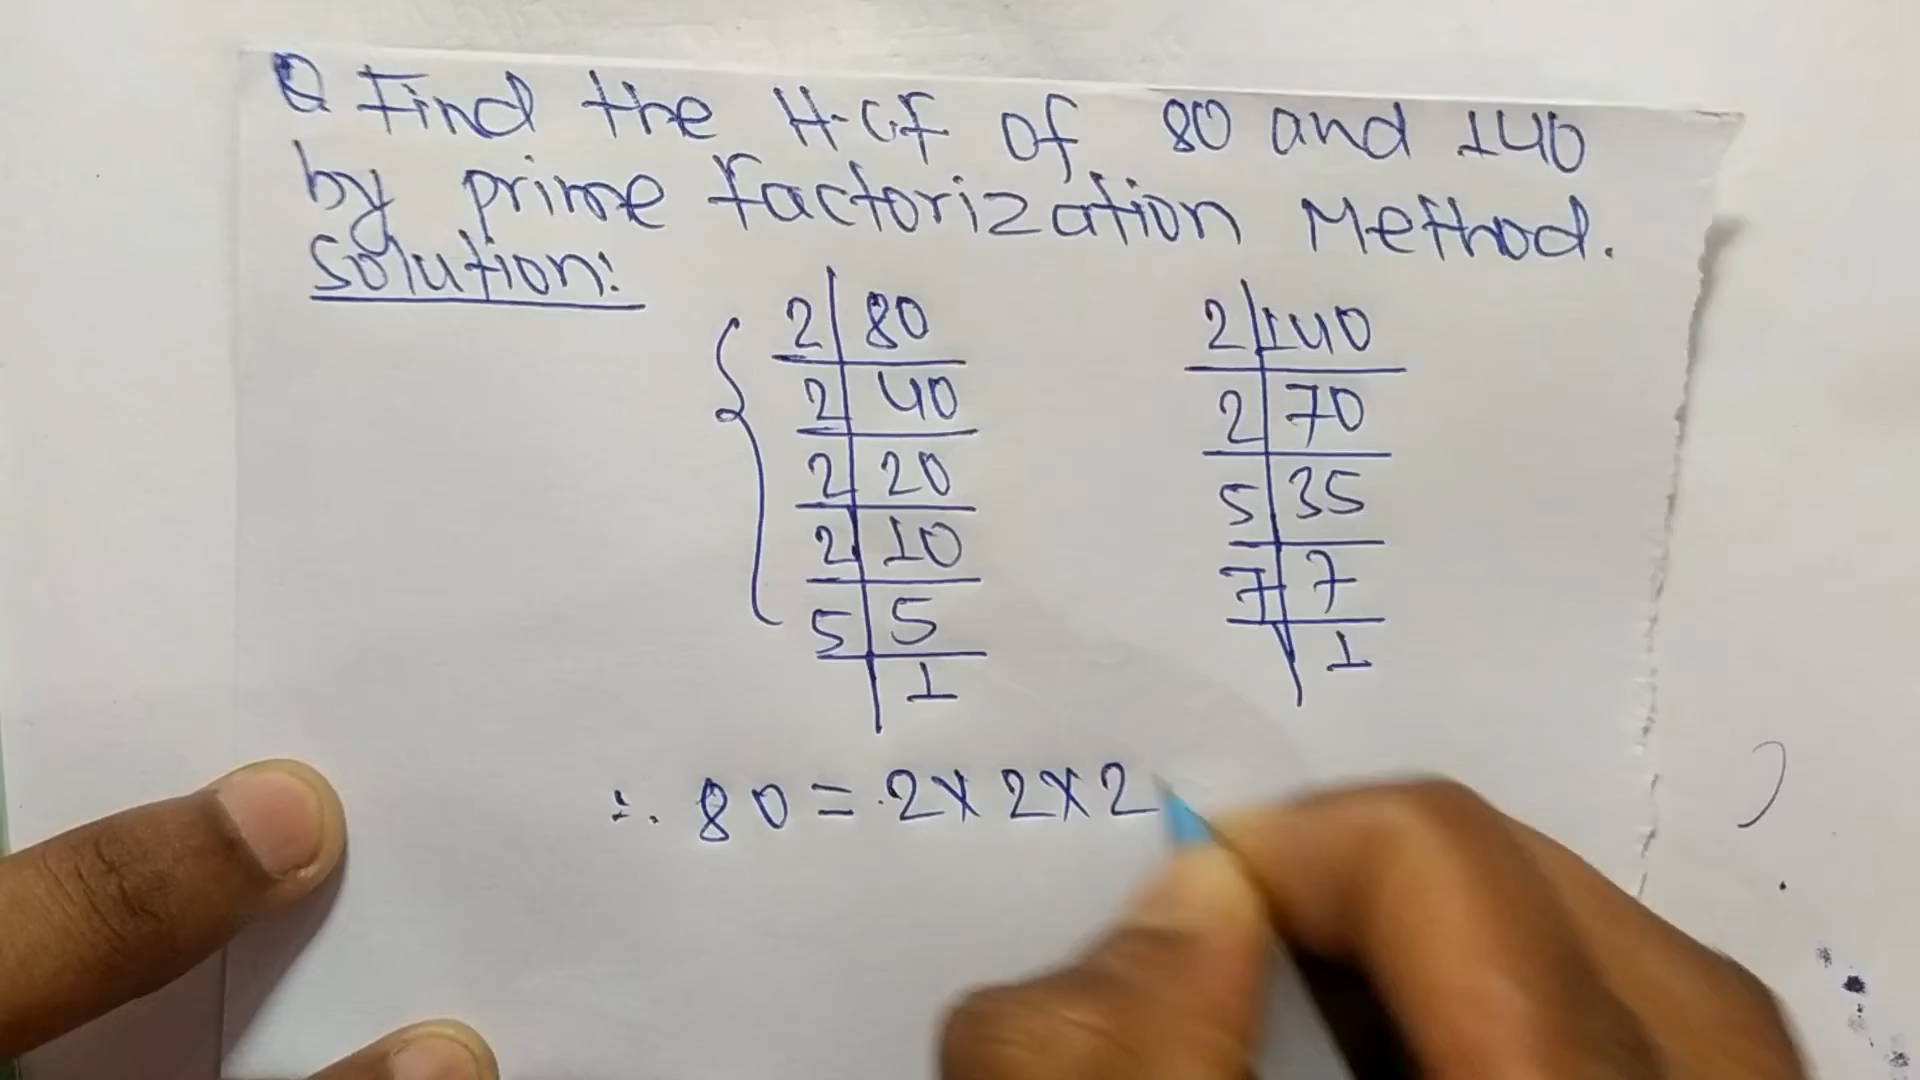 Q Find the H.C.F of 80 and 140
by prime factorization Method.
Solution:
2 80 2 140
2 40 2 70
2 20 5 35
2 10 7 7
5 5 1
1
∴ 80 = 2 × 2 × 2